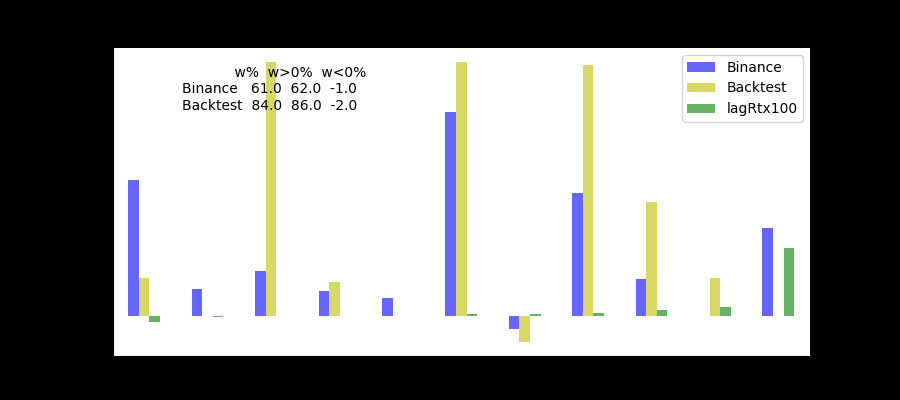 w% w>0% w<0%
Binance 61.0 62.0 -1.0
Backtest 84.0 86.0 -2.0
Binance
Backtest
lagRtx100